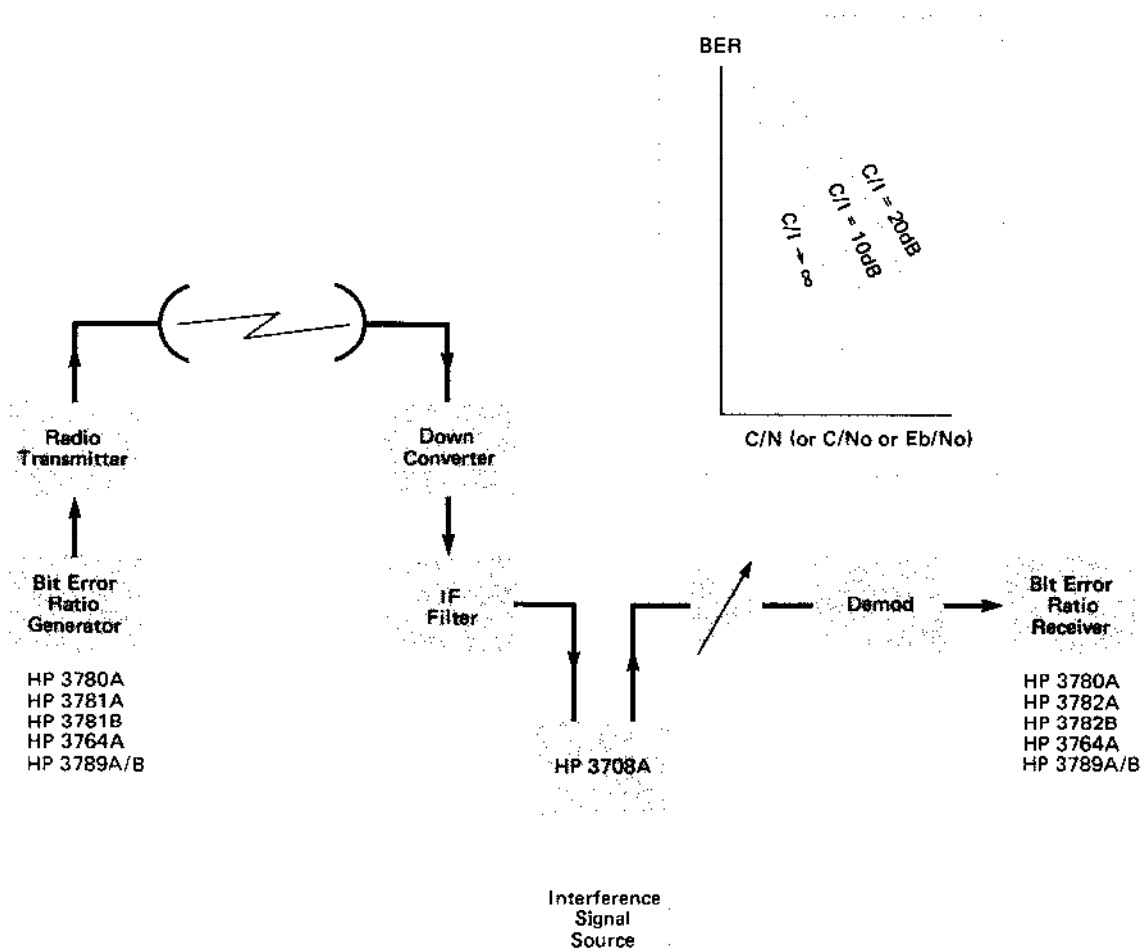 BER
C/I → ∞
C/I = 10dB
C/I = 20dB
C/N (or C/No or Eb/No)
Radio
Transmitter
Down
Converter
Bit Error
Ratio
Generator
IF
Filter
Demod
Bit Error
Ratio
Receiver
HP 3780A
HP 3781A
HP 3781B
HP 3764A
HP 3789A/B
HP 3708A
HP 3780A
HP 3782A
HP 3782B
HP 3764A
HP 3789A/B
Interference
Signal
Source